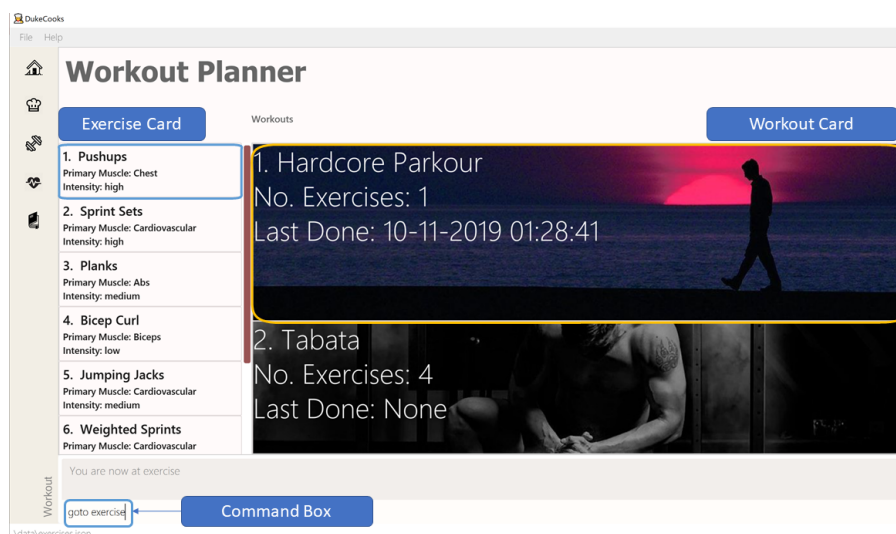 DukeCooks
File Help
Workout Planner
Exercise Card
Workouts
Workout Card
1. Pushups
Primary Muscle: Chest
Intensity: high
2. Sprint Sets
Primary Muscle: Cardiovascular
Intensity: high
3. Planks
Primary Muscle: Abs
Intensity: medium
4. Bicep Curl
Primary Muscle: Biceps
Intensity: low
5. Jumping Jacks
Primary Muscle: Cardiovascular
Intensity: medium
6. Weighted Sprints
Primary Muscle: Cardiovascular
1. Hardcore Parkour
No. Exercises: 1
Last Done: 10-11-2019 01:28:41
2. Tabata
No. Exercises: 4
Last Done: None
You are now at exercise
Workout
goto exercise
Command Box